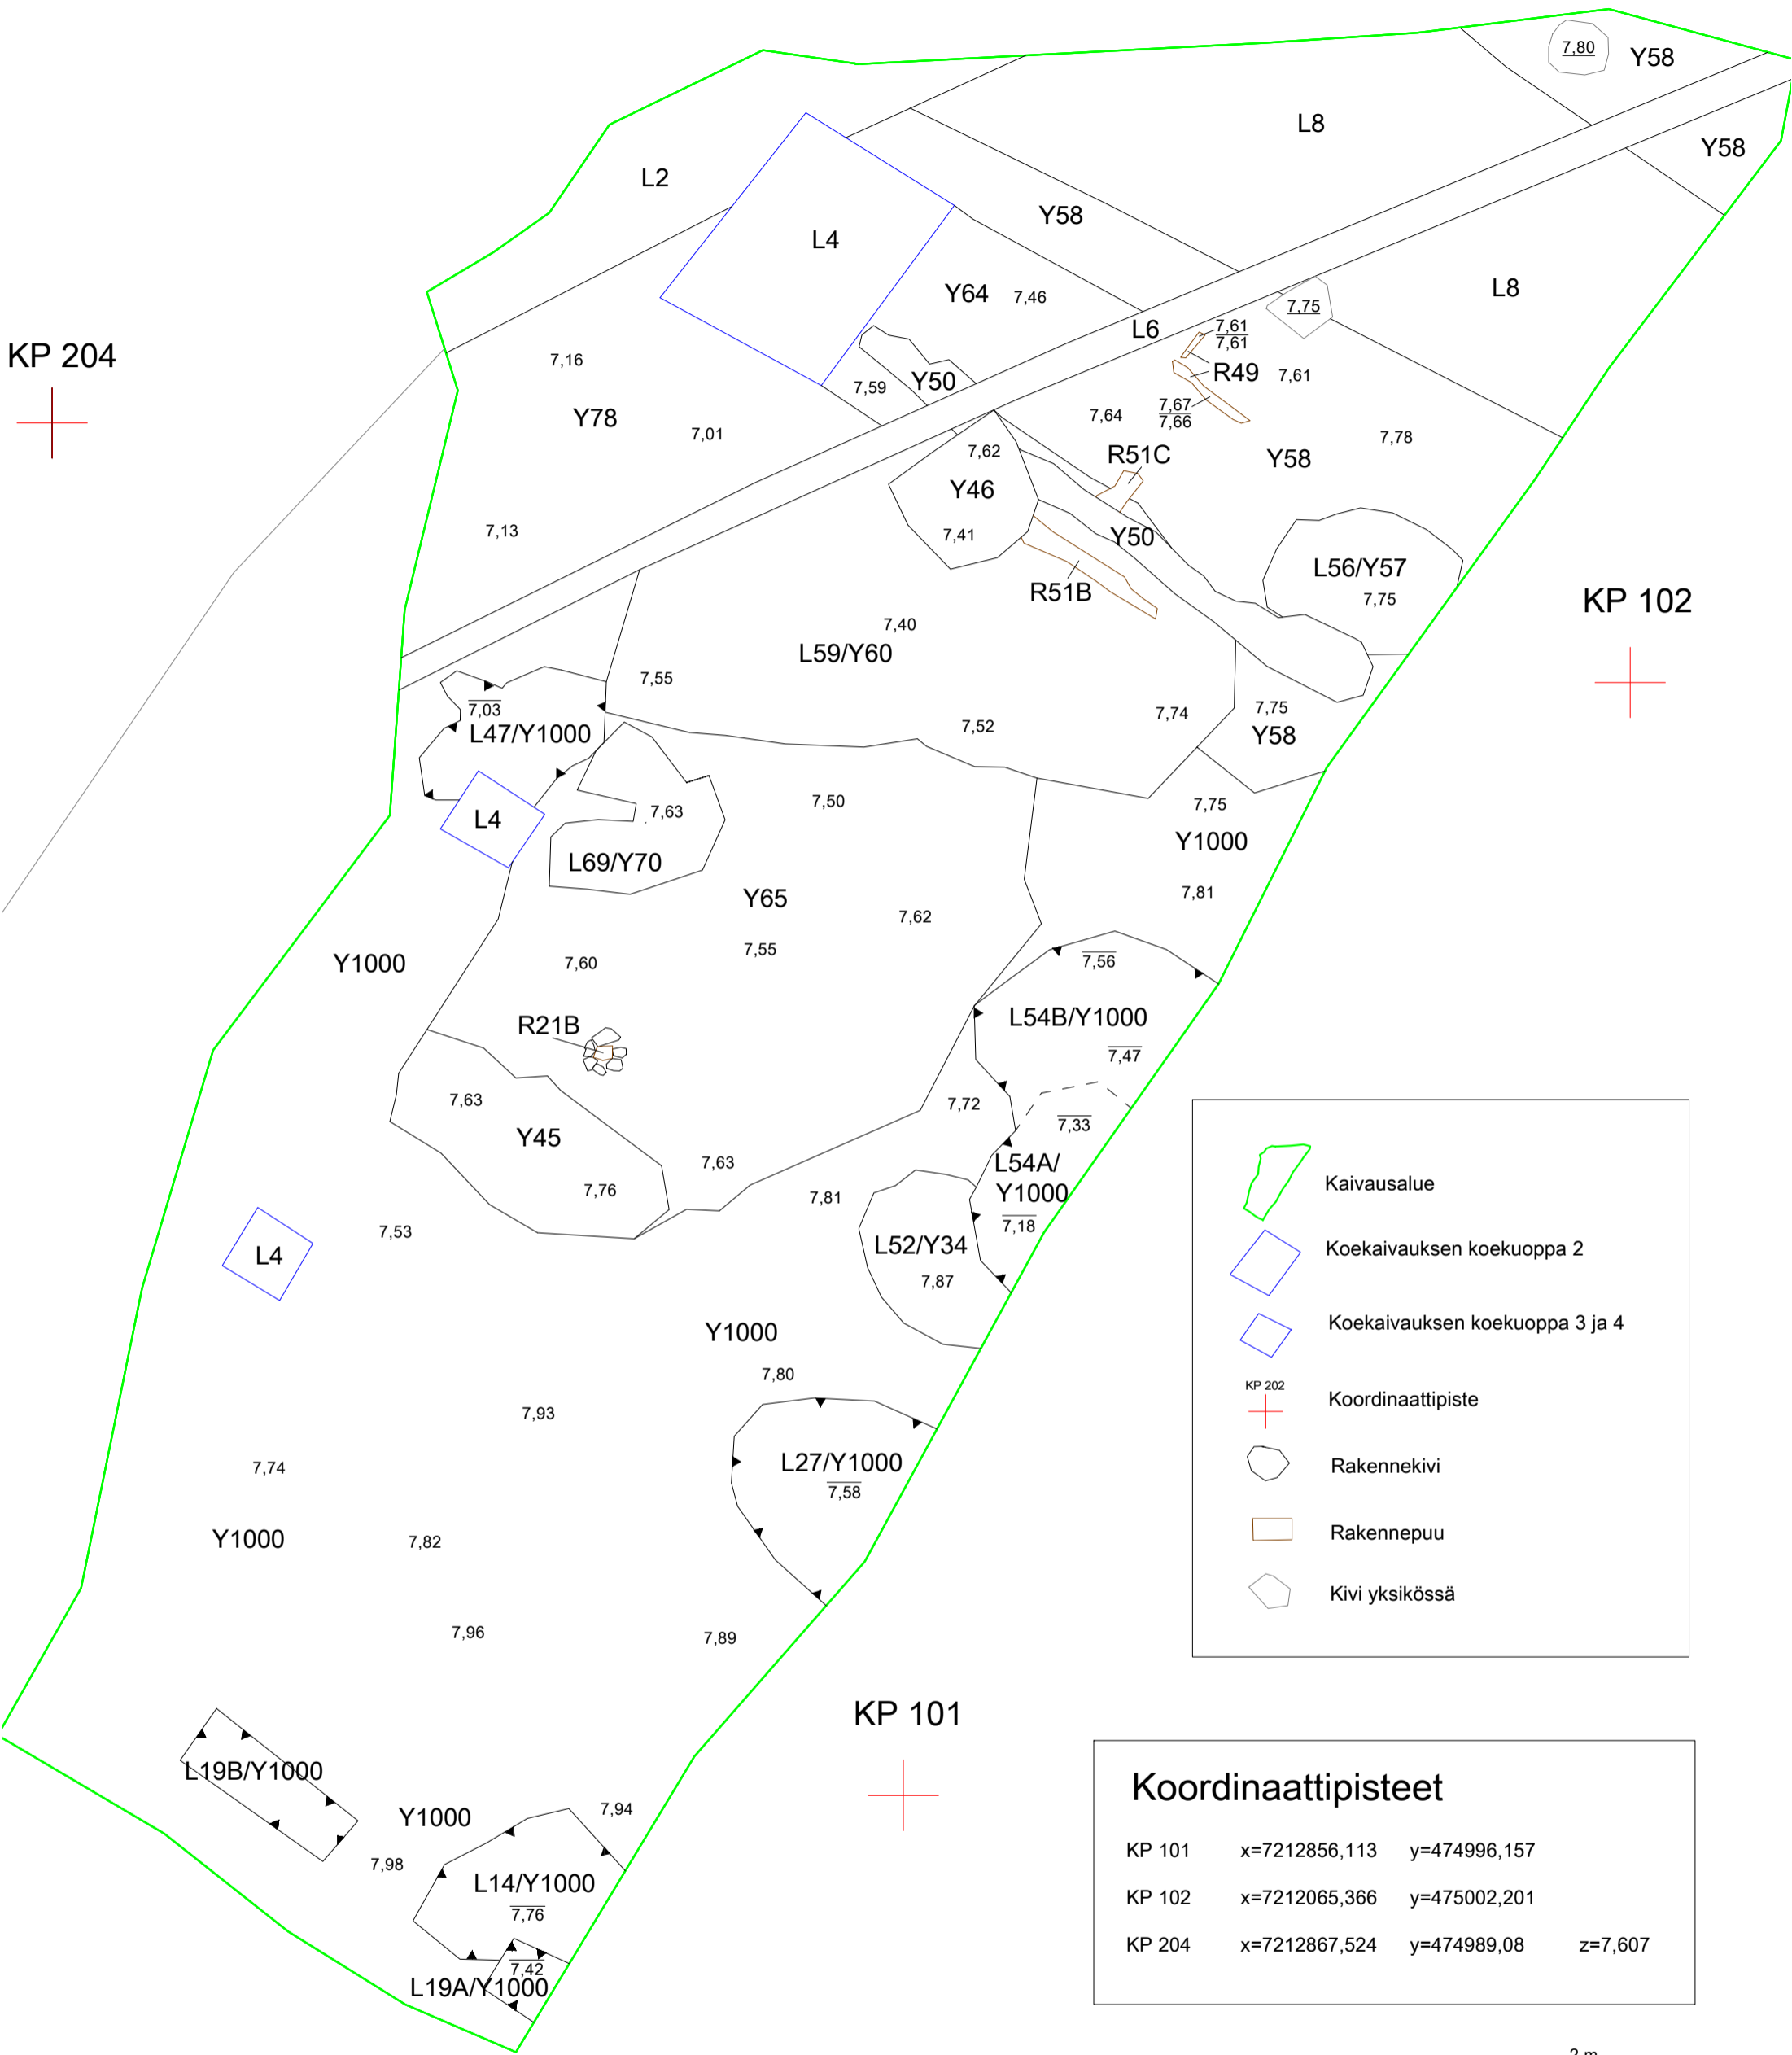 7,80
Y58
L8
Y58
L2
Y58
L4
L8
Y64
7,46
7,75
L6
7,61
7,61
KP 204
7,16
R49
7,61
Y50
7,59
7,67
7,66
7,64
Y78
7,01
7,78
7,62
R51C
Y58
Y46
7,13
7,41
Y50
L56/Y57
R51B
7,75
KP 102
7,40
L59/Y60
7,55
7,03
7,74
7,75
7,52
L47/Y1000
Y58
7,50
7,75
L4
7,63
Y1000
L69/Y70
7,81
Y65
7,62
7,55
7,56
Y1000
7,60
L54B/Y1000
R21B
7,47
7,63
7,72
7,33
Y45
7,63
L54A/
Y1000
7,76
7,81
7,18
7,53
L52/Y34
L4
7,87
Y1000
7,80
7,93
L27/Y1000
7,74
7,58
Y1000
7,82
7,96
7,89
Kaivausalue
Koekaivauksen koekuoppa 2
Koekaivauksen koekuoppa 3 ja 4
KP 202
Koordinaattipiste
Rakennekivi
Rakennepuu
Kivi yksikössä
KP 101
L19B/Y1000
Y1000
7,94
7,98
L14/Y1000
7,76
7,42
L19A/Y1000
Koordinaattipisteet
KP 101 x=7212856,113 y=474996,157
KP 102 x=7212065,366 y=475002,201
KP 204 x=7212867,524 y=474989,08 z=7,607
2 m